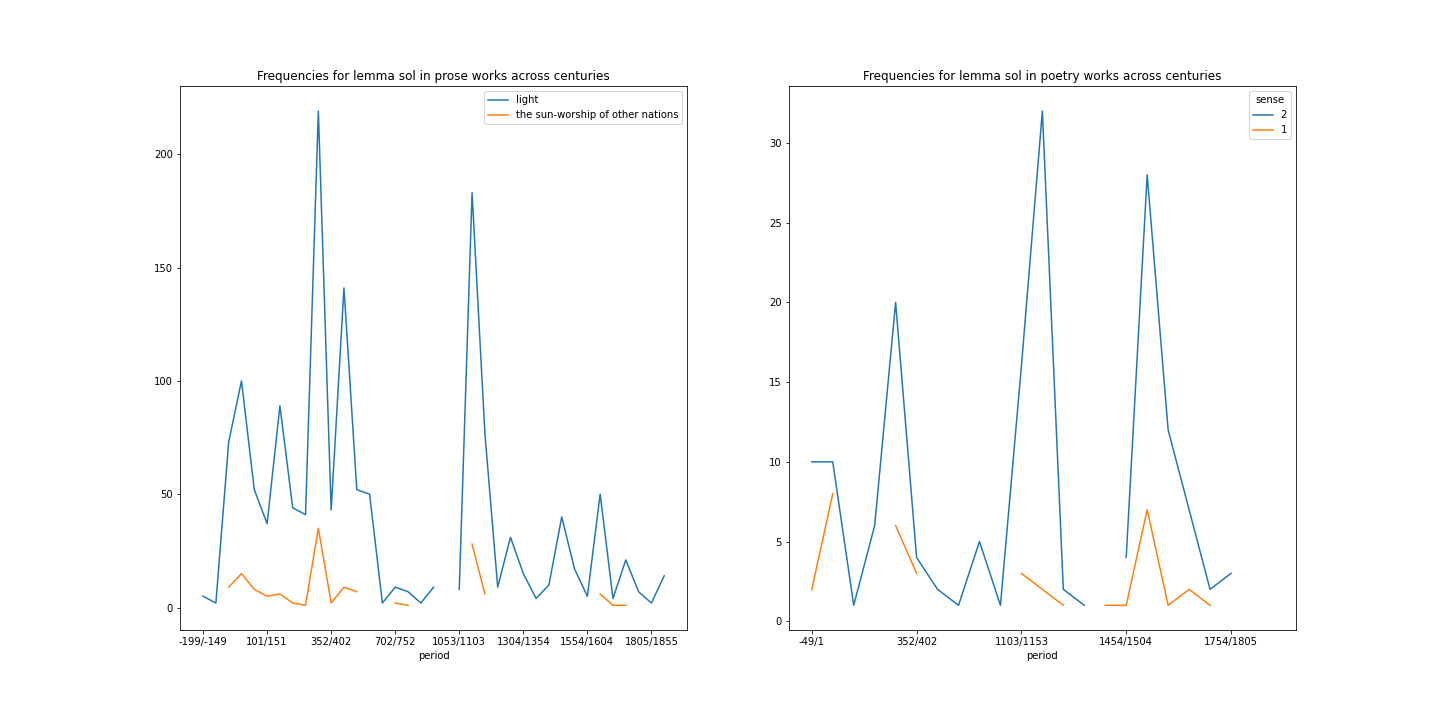 Frequencies for lemma sol in prose works across centuries
light
the sun-worship of other nations
200
150
100
50
0
-199/-149 101/151 352/402 702/752 1053/1103 1304/1354 1554/1604 1805/1855
period
Frequencies for lemma sol in poetry works across centuries
sense
2
1
30
25
20
15
10
5
0
-49/1 352/402 1103/1153 1454/1504 1754/1805
period